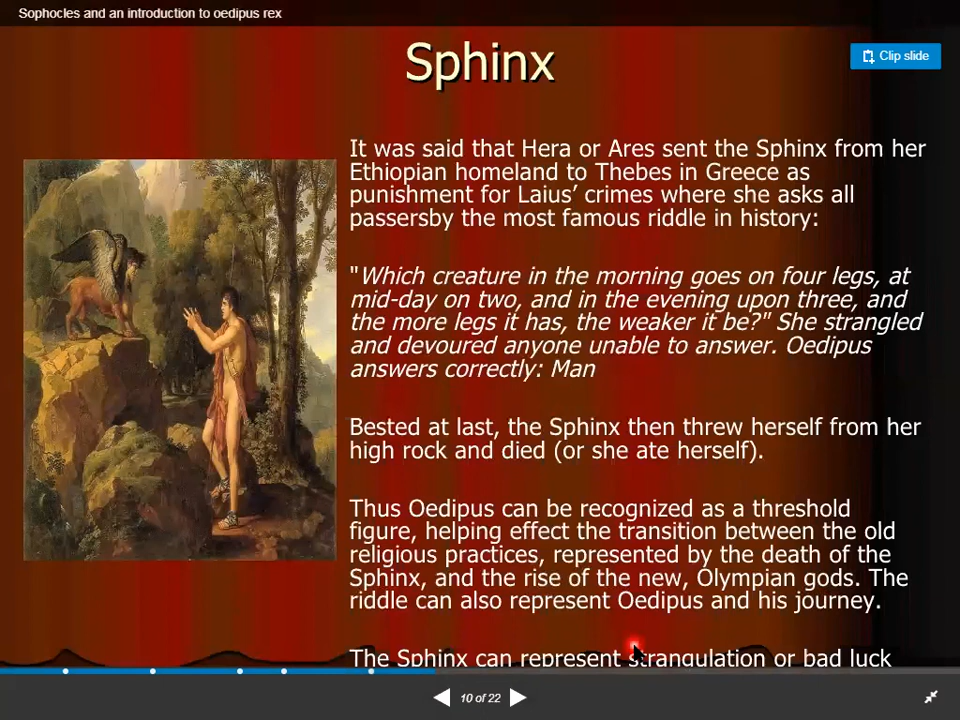 Sophocles and an introduction to oedipus rex
Sphinx
Clip slide
It was said that Hera or Ares sent the Sphinx from her
Ethiopian homeland to Thebes in Greece as
punishment for Laius’ crimes where she asks all
passersby the most famous riddle in history:
"Which creature in the morning goes on four legs, at
mid-day on two, and in the evening upon three, and
the more legs it has, the weaker it be?" She strangled
and devoured anyone unable to answer. Oedipus
answers correctly: Man
Bested at last, the Sphinx then threw herself from her
high rock and died (or she ate herself).
Thus Oedipus can be recognized as a threshold
figure, helping effect the transition between the old
religious practices, represented by the death of the
Sphinx, and the rise of the new, Olympian gods. The
riddle can also represent Oedipus and his journey.
The Sphinx can represent strangulation or bad luck
10 of 22